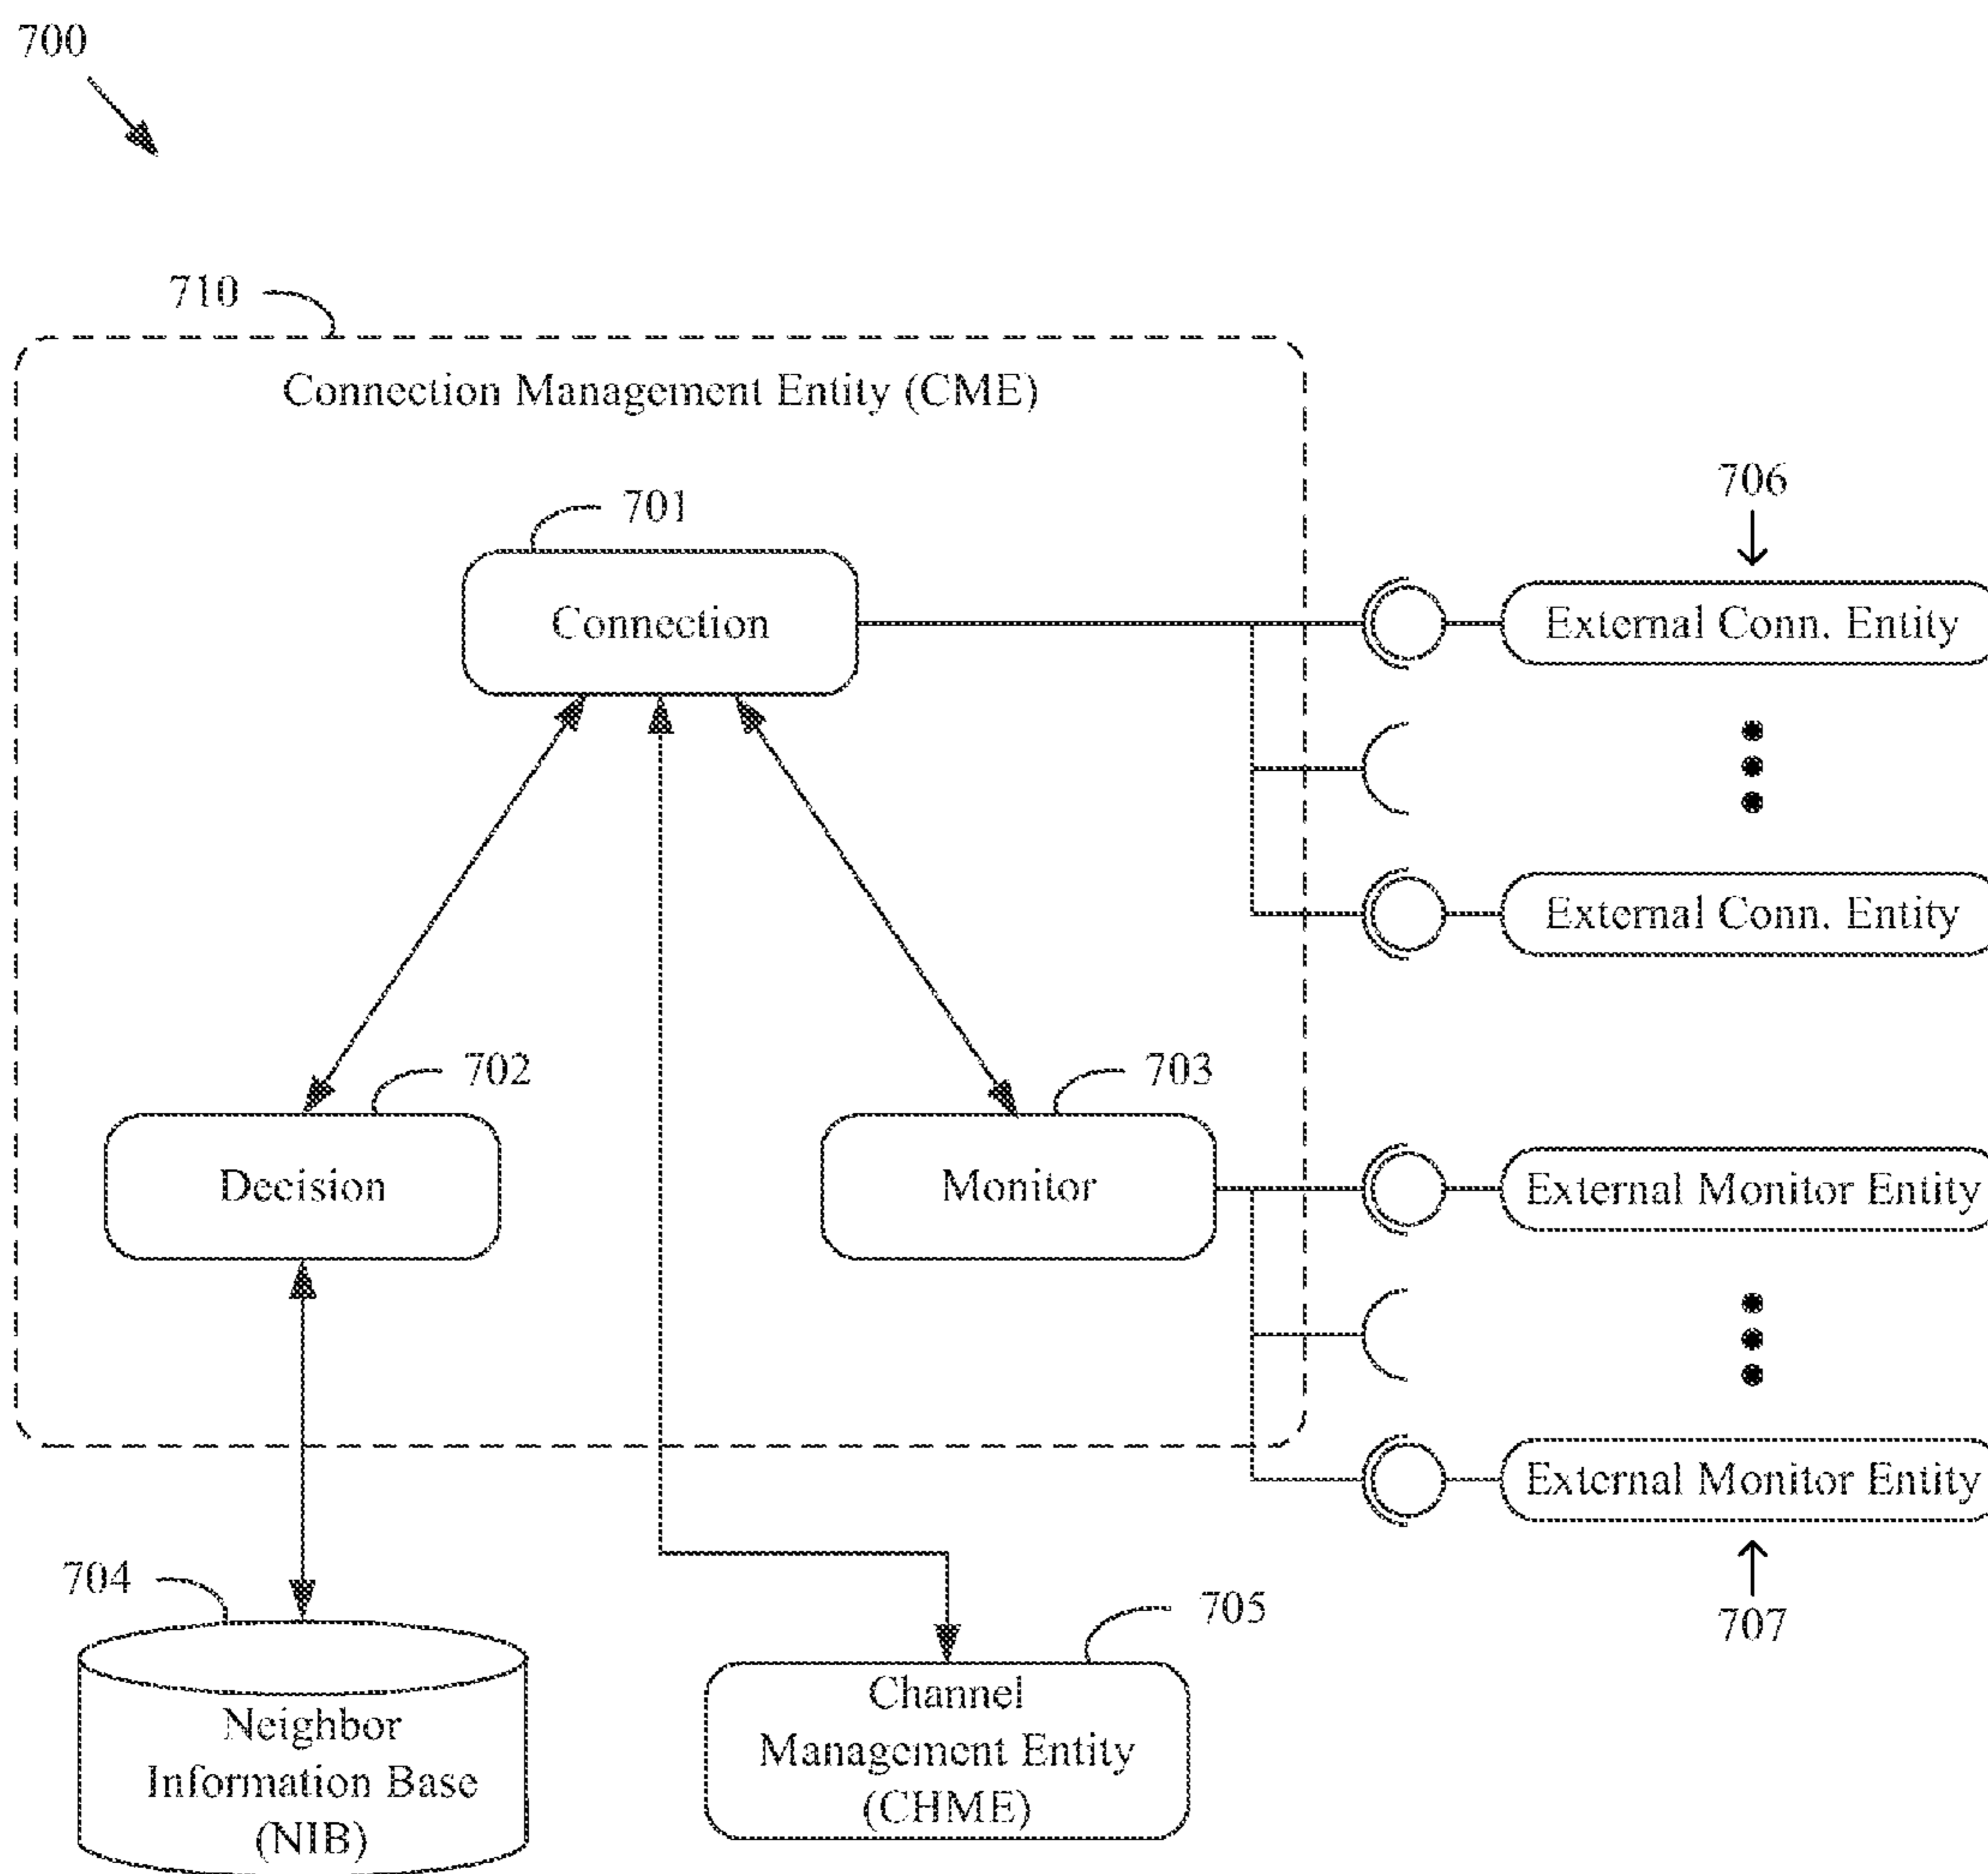 700
710
Connection Management Entity (CME)
706
701
Connection
External Conn. Entity
External Conn. Entity
702
703
Decision
Monitor
External Monitor Entity
External Monitor Entity
704
705
707
Neighbor
Information Base
(NIB)
Channel
Management Entity
(CHME)